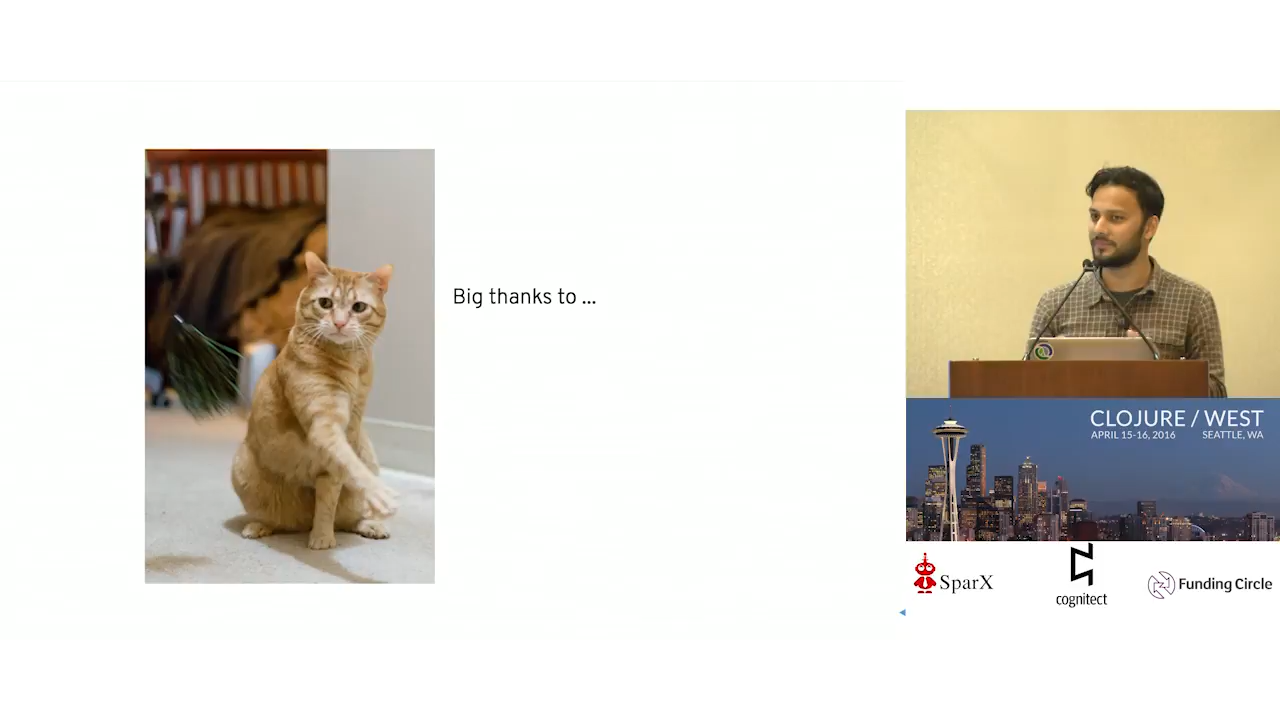 Big thanks to ...
CLOJURE / WEST
APRIL 15-16, 2016 SEATTLE, WA
SparX
cognitect
Funding Circle